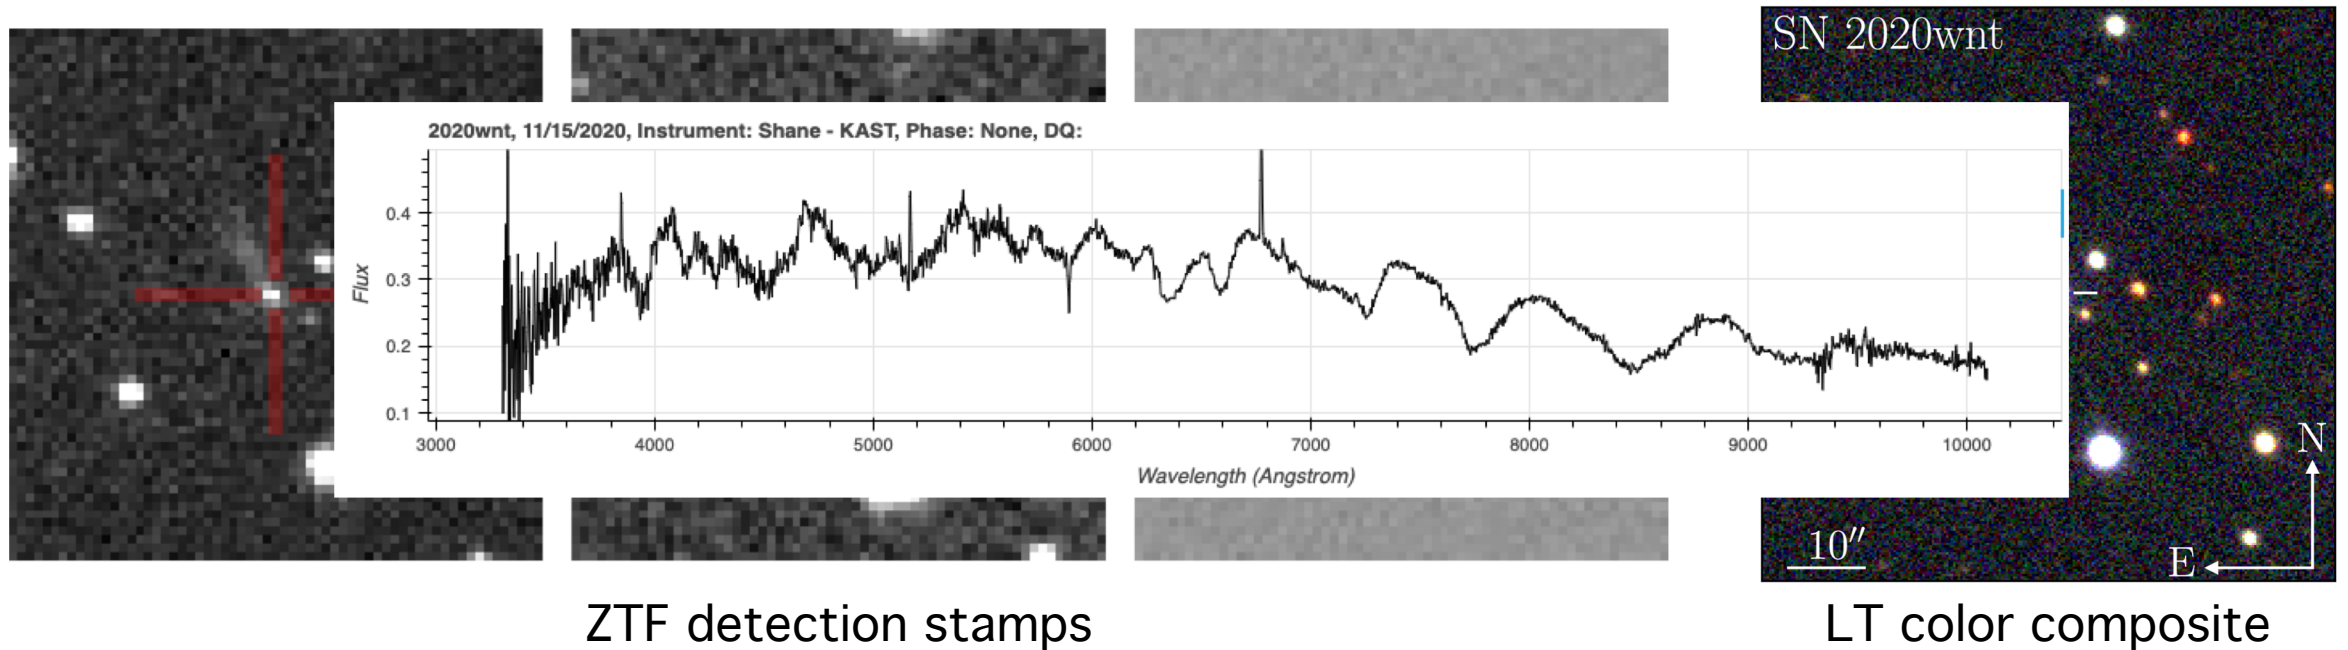 SN 2020wnt
2020wnt, 11/15/2020, Instrument: Shane - KAST, Phase: None, DQ:
Flux
0.4
0.3
0.2
0.1
3000 4000 5000 6000 7000 8000 9000 10000
Wavelength (Angstrom)
N
E
10″
ZTF detection stamps
LT color composite